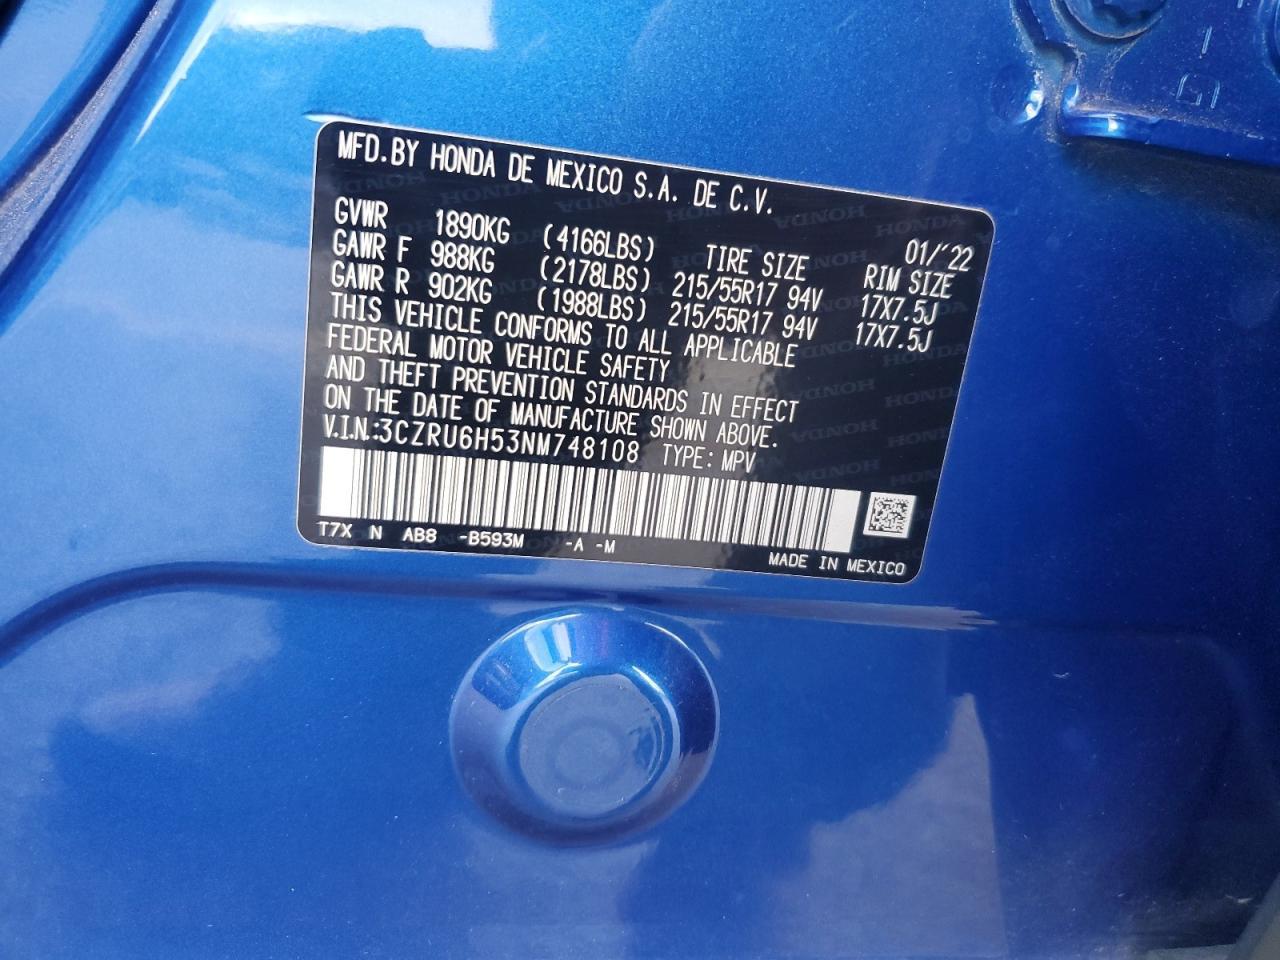 MFD.BY HONDA DE MEXICO S.A. DE C.V.
01/'22
GVWR 1890KG (4166LBS) TIRE SIZE RIM SIZE
GAWR F 988KG (2178LBS) 215/55R17 94V 17X7.5J
GAWR R 902KG (1988LBS) 215/55R17 94V 17X7.5J
THIS VEHICLE CONFORMS TO ALL APPLICABLE
FEDERAL MOTOR VEHICLE SAFETY
AND THEFT PREVENTION STANDARDS IN EFFECT
ON THE DATE OF MANUFACTURE SHOWN ABOVE.
V.I.N.:3CZRU6H53NM748108 TYPE: MPV
T7X N AB8 -B593M -A -M
MADE IN MEXICO